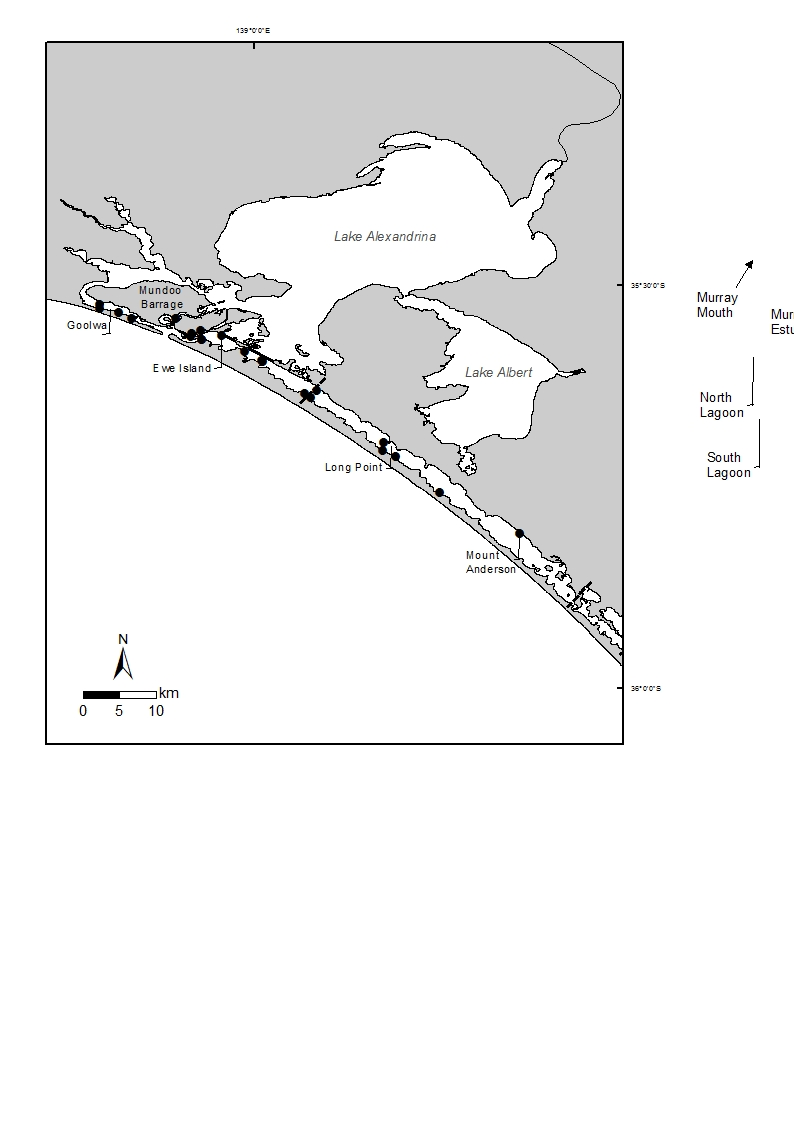 139°0'0"E
Lake Alexandrina
Mundoo
Barrage
35°30'0"S
Murray
Mouth
Goolwa
Ewe Island
Lake Albert
North
Lagoon
South
Lagoon
Long Point
Mount
Anderson
N
km
0 5 10
36°0'0"S